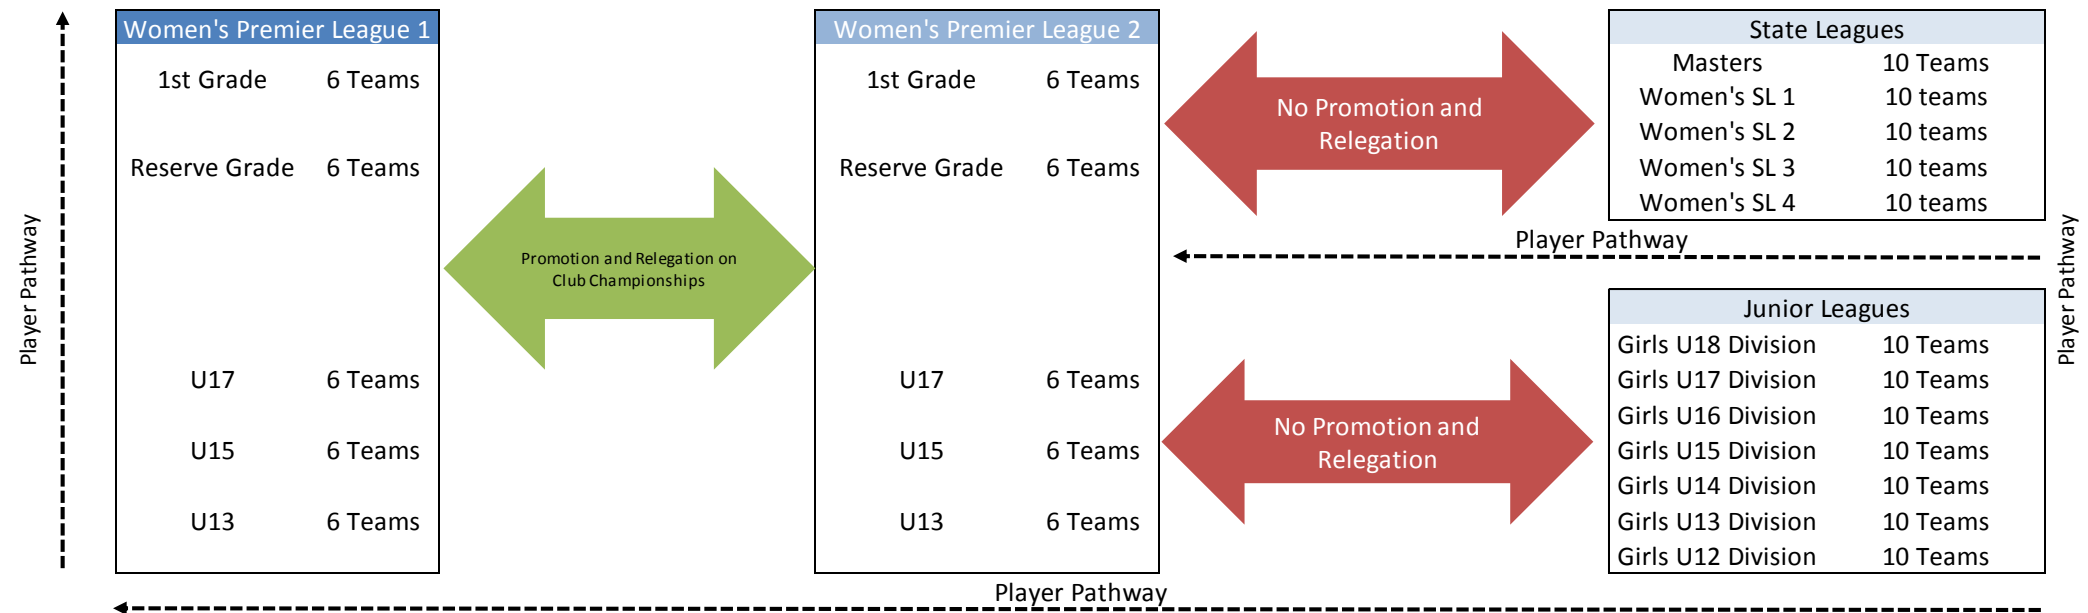 Player Pathway
Women's Premier League 1
1st Grade 6 Teams
Reserve Grade 6 Teams
U17 6 Teams
U15 6 Teams
U13 6 Teams
Promotion and Relegation on
Club Championships
Women's Premier League 2
1st Grade 6 Teams
Reserve Grade 6 Teams
U17 6 Teams
U15 6 Teams
U13 6 Teams
No Promotion and
Relegation
State Leagues
Masters 10 Teams
Women's SL 1 10 teams
Women's SL 2 10 teams
Women's SL 3 10 teams
Women's SL 4 10 teams
Player Pathway
No Promotion and
Relegation
Junior Leagues
Girls U18 Division 10 Teams
Girls U17 Division 10 Teams
Girls U16 Division 10 Teams
Girls U15 Division 10 Teams
Girls U14 Division 10 Teams
Girls U13 Division 10 Teams
Girls U12 Division 10 Teams
Player Pathway
Player Pathway